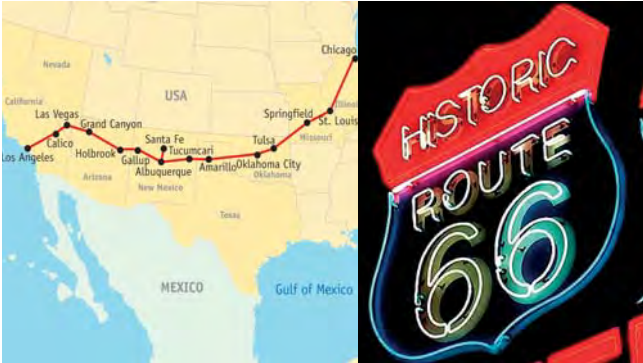 Chicago
Nevada
USA
Illinois
California
Springfield
St. Louis
Las Vegas
Missouri
Grand Canyon
Santa Fe
Tulsa
Calico
Tucumcari
Los Angeles
Holbrook
Gallup
Amarillo
Oklahoma City
Albuquerque
Oklahoma
Arizona
New Mexico
Texas
MEXICO
Gulf of Mexico
HISTORIC
ROUTE
66